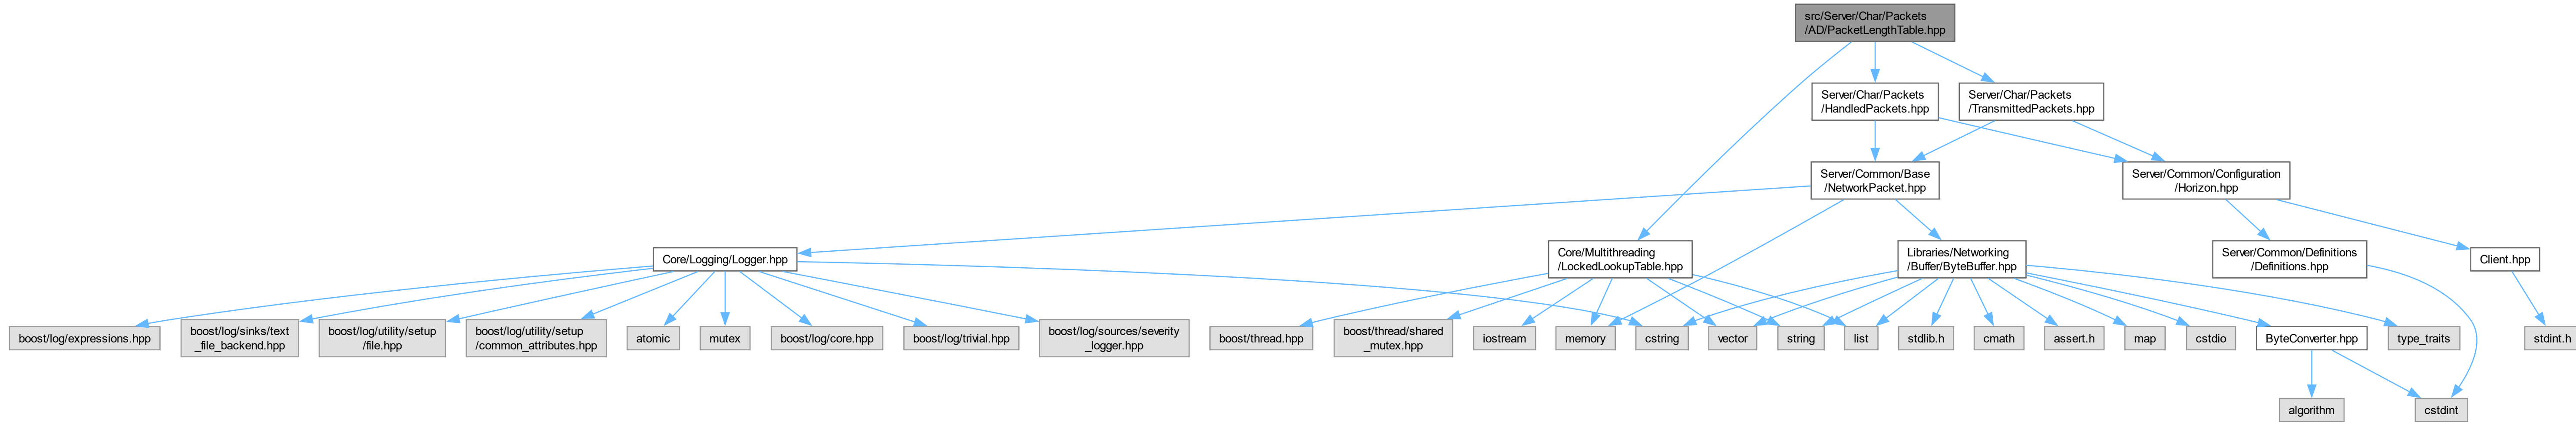 src/Server/Char/Packets
/AD/PacketLengthTable.hpp
Server/Char/Packets
/HandledPackets.hpp
Server/Char/Packets
/TransmittedPackets.hpp
Server/Common/Base
/NetworkPacket.hpp
Server/Common/Configuration
/Horizon.hpp
Core/Logging/Logger.hpp
Core/Multithreading
/LockedLookupTable.hpp
Libraries/Networking
/Buffer/ByteBuffer.hpp
Server/Common/Definitions
/Definitions.hpp
Client.hpp
boost/log/expressions.hpp
boost/log/sinks/text
_file_backend.hpp
boost/log/utility/setup
/file.hpp
boost/log/utility/setup
/common_attributes.hpp
atomic
mutex
boost/log/core.hpp
boost/log/trivial.hpp
boost/log/sources/severity
_logger.hpp
boost/thread.hpp
boost/thread/shared
_mutex.hpp
iostream
memory
cstring
vector
string
list
stdlib.h
cmath
assert.h
map
cstdio
ByteConverter.hpp
type_traits
stdint.h
algorithm
cstdint